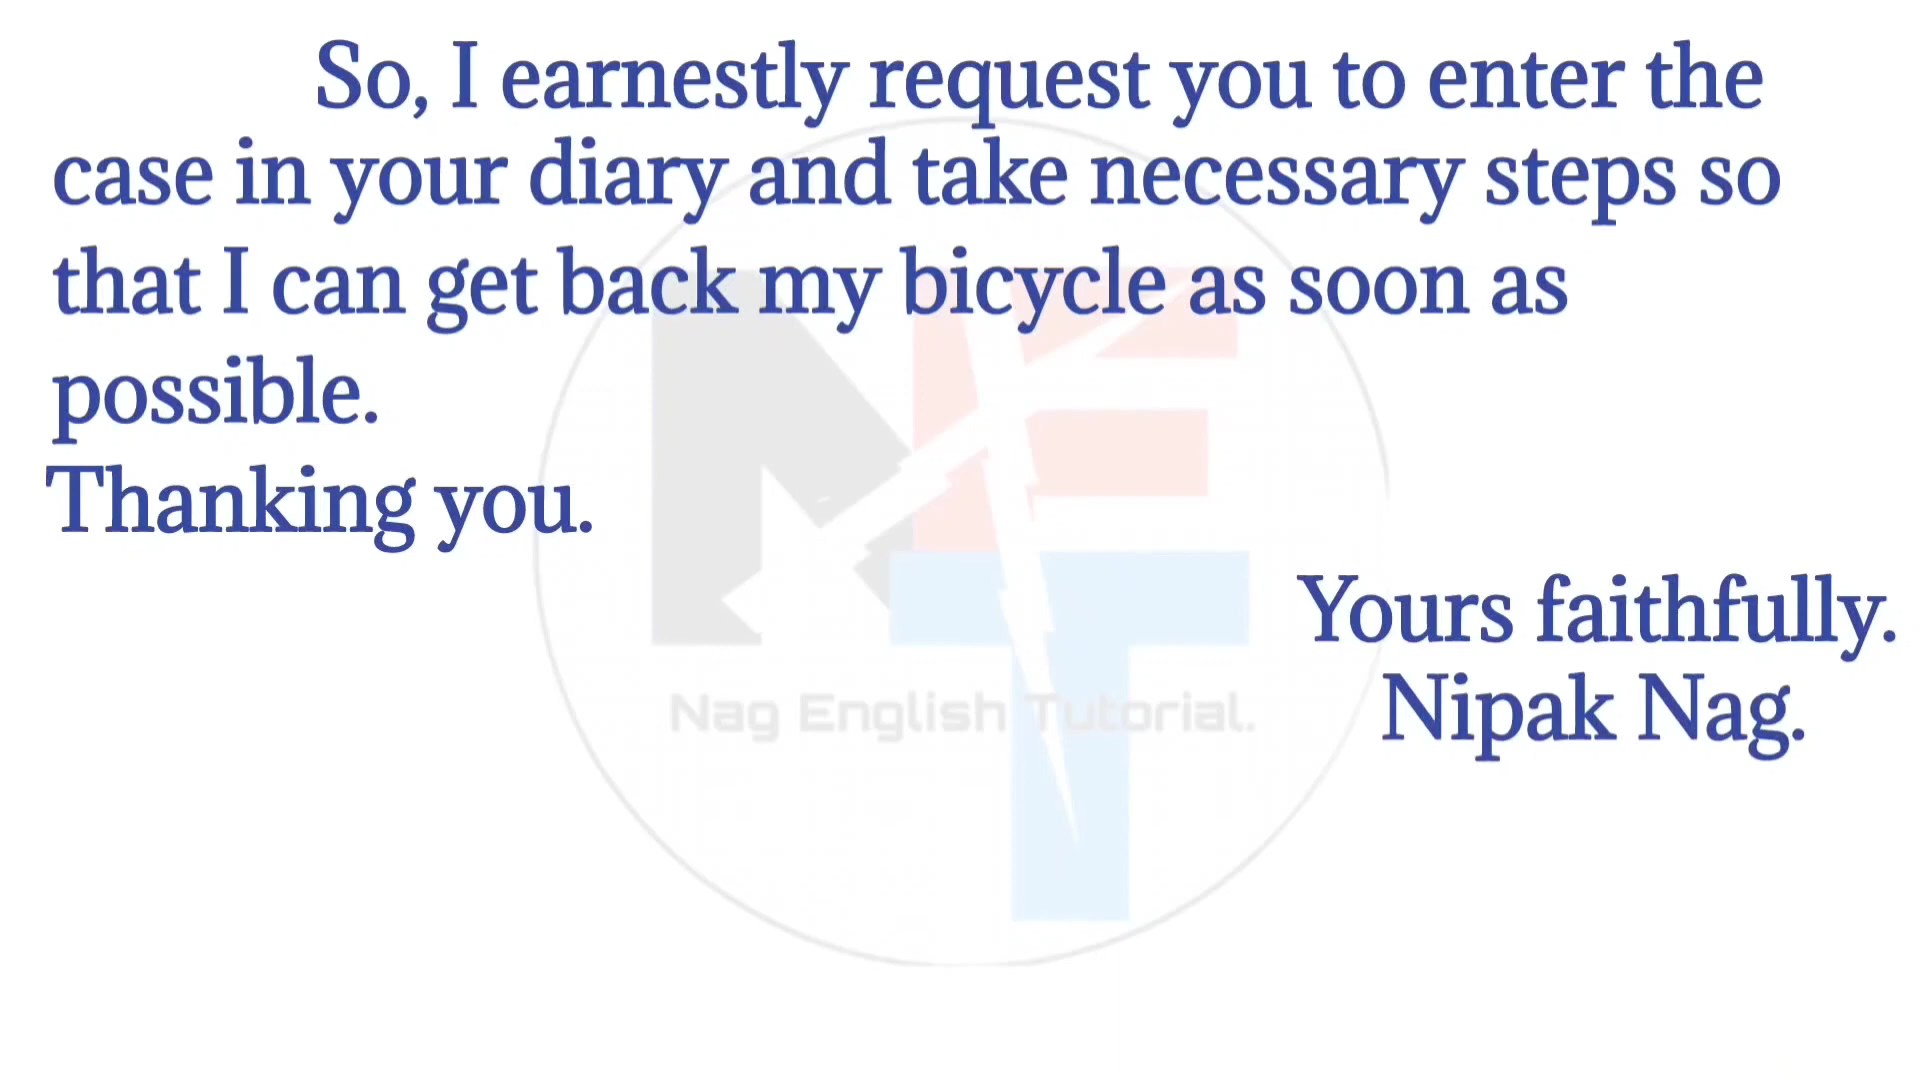 So, I earnestly request you to enter the
case in your diary and take necessary steps so
that I can get back my bicycle as soon as
possible.
Thanking you.
Yours faithfully.
Nag English Tutorial.
Nipak Nag.